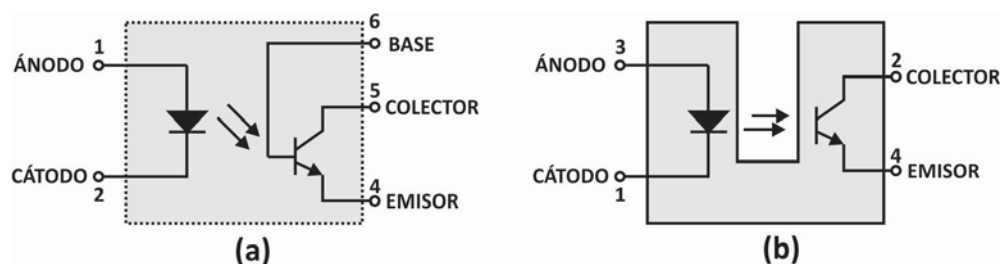 1
ÁNODO
CÁTODO
2
6
BASE
5
COLECTOR
4
EMISOR
(a)
3
ÁNODO
CÁTODO
1
2
COLECTOR
4
EMISOR
(b)